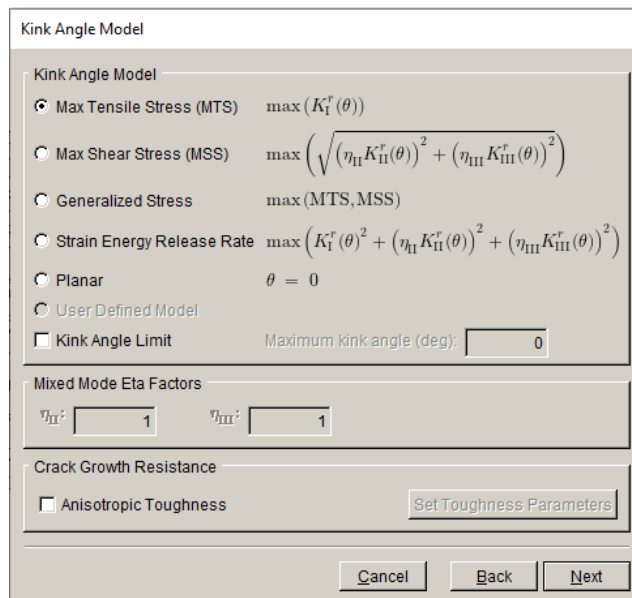 Kink Angle Model
Kink Angle Model
Max Tensile Stress (MTS) max(K_I^r(θ))
Max Shear Stress (MSS) max(√((η_II K_II^r(θ))^2 + (η_III K_III^r(θ))^2))
Generalized Stress max(MTS,MSS)
Strain Energy Release Rate max(K_I^r(θ)^2 + (η_II K_II^r(θ))^2 + (η_III K_III^r(θ))^2)
Planar θ = 0
User Defined Model
Kink Angle Limit Maximum kink angle (deg): 0
Mixed Mode Eta Factors
η_II: 1 η_III: 1
Crack Growth Resistance
Anisotropic Toughness Set Toughness Parameters
Cancel Back Next